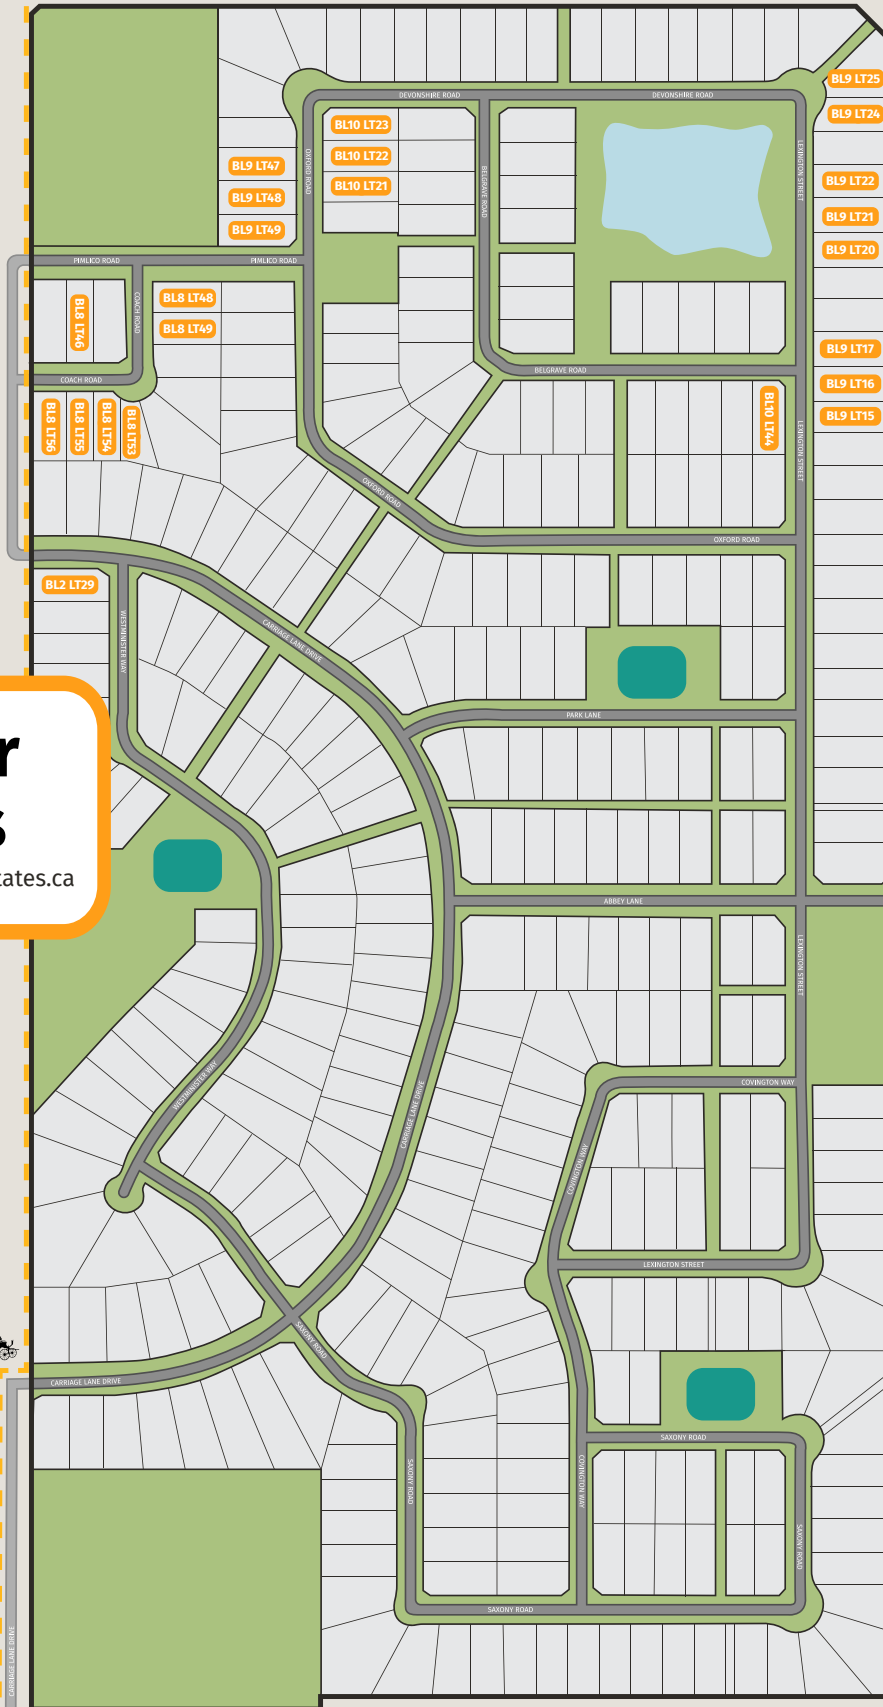 DEVONSHIRE ROAD
DEVONSHIRE ROAD
BL9 LT25
BL9 LT24
BL10 LT23
BL10 LT22
BL10 LT21
BL9 LT47
BL9 LT48
BL9 LT49
OXFORD ROAD
BELGRAVE ROAD
LEXINGTON STREET
BL9 LT22
BL9 LT21
BL9 LT20
PIMLICO ROAD
PIMLICO ROAD
BL8 LT46
COACH ROAD
BL8 LT48
BL8 LT49
BL9 LT17
BELGRAVE ROAD
COACH ROAD
BL9 LT16
BL9 LT15
BL8 LT56
BL8 LT55
BL8 LT54
BL8 LT53
BL10 LT44
LEXINGTON STREET
OXFORD ROAD
OXFORD ROAD
BL2 LT29
WESTMINISTER WAY
CARRIAGE LANE DRIVE
PARK LANE
r
s
tates.ca
ABBEY LANE
LEXINGTON STREET
WESTMINISTER WAY
CARRIAGE LANE DRIVE
COVINGTON WAY
COVINGTON WAY
LEXINGTON STREET
SAXONY ROAD
CARRIAGE LANE DRIVE
SAXONY ROAD
SAXONY ROAD
COVINGTON WAY
SAXONY ROAD
SAXONY ROAD
CARRIAGE LANE DRIVE